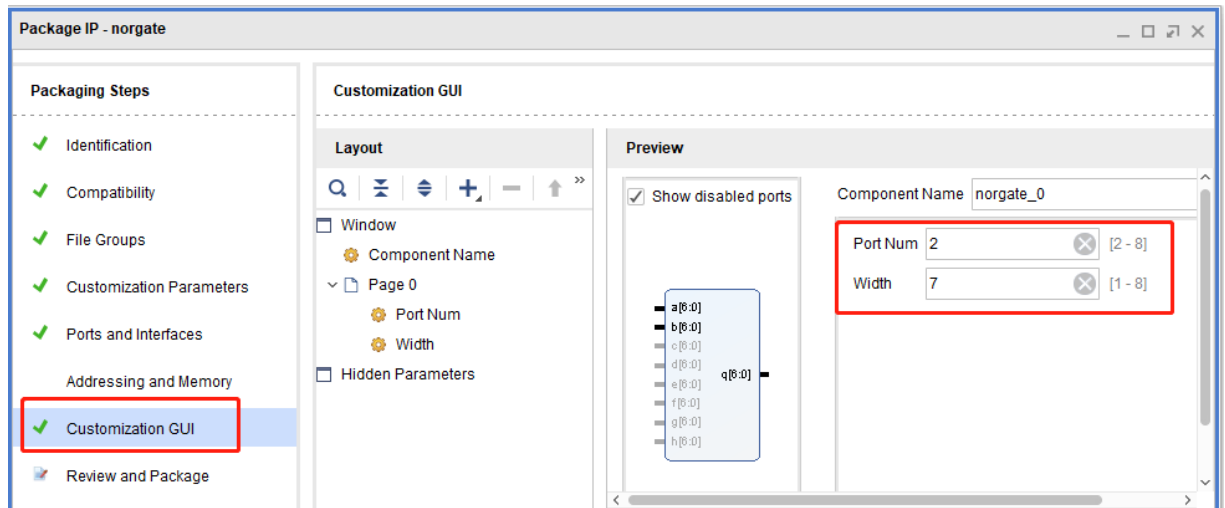 Package IP - norgate
Packaging Steps
Identification
Compatibility
File Groups
Customization Parameters
Ports and Interfaces
Addressing and Memory
Customization GUI
Review and Package
Customization GUI
Layout
Window
Component Name
Page 0
Port Num
Width
Hidden Parameters
Preview
Show disabled ports
a[6:0]
b[6:0]
c[6:0]
d[6:0]
e[6:0]
f[6:0]
g[6:0]
h[6:0]
q[6:0]
Component Name norgate_0
Port Num 2 [2 - 8]
Width 7 [1 - 8]